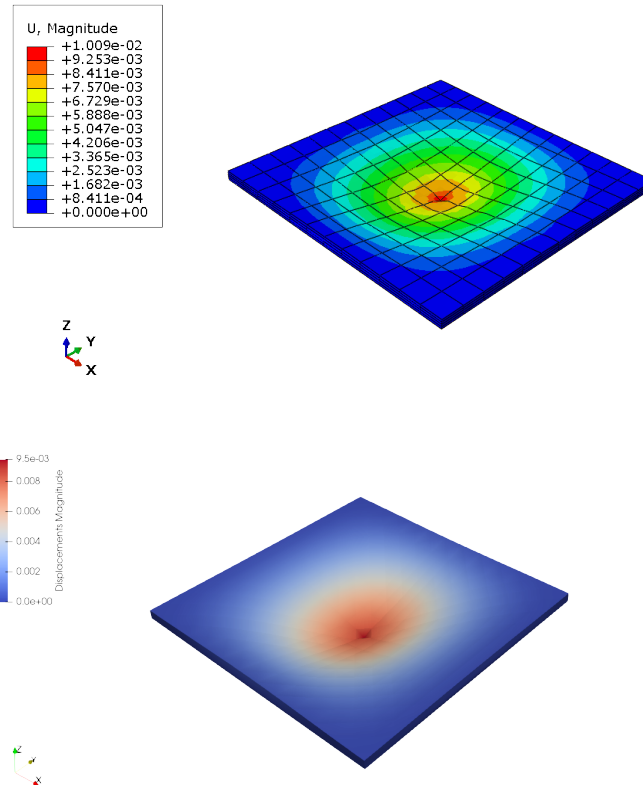 U, Magnitude
+1.009e-02
+9.253e-03
+8.411e-03
+7.570e-03
+6.729e-03
+5.888e-03
+5.047e-03
+4.206e-03
+3.365e-03
+2.523e-03
+1.682e-03
+8.411e-04
+0.000e+00
Z
Y
X
9.5e-03
0.008
0.006
0.004
0.002
0.0e+00
Displacements Magnitude
Z
Y
X